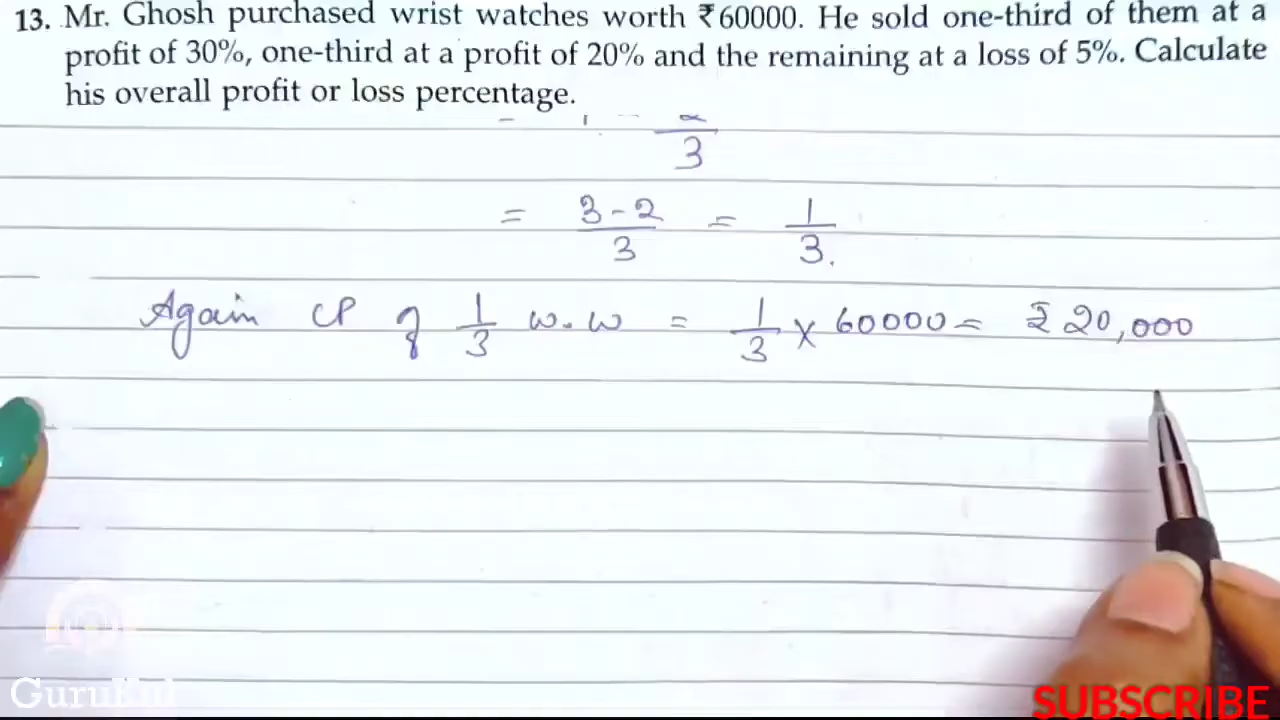 13. Mr. Ghosh purchased wrist watches worth ₹60000. He sold one-third of them at a
profit of 30%, one-third at a profit of 20% and the remaining at a loss of 5%. Calculate
his overall profit or loss percentage.
3
= 3-2/3 = 1/3.
Again CP of 1/3 w.w = 1/3 × 60000 = ₹ 20,000
SUBSCRIBE